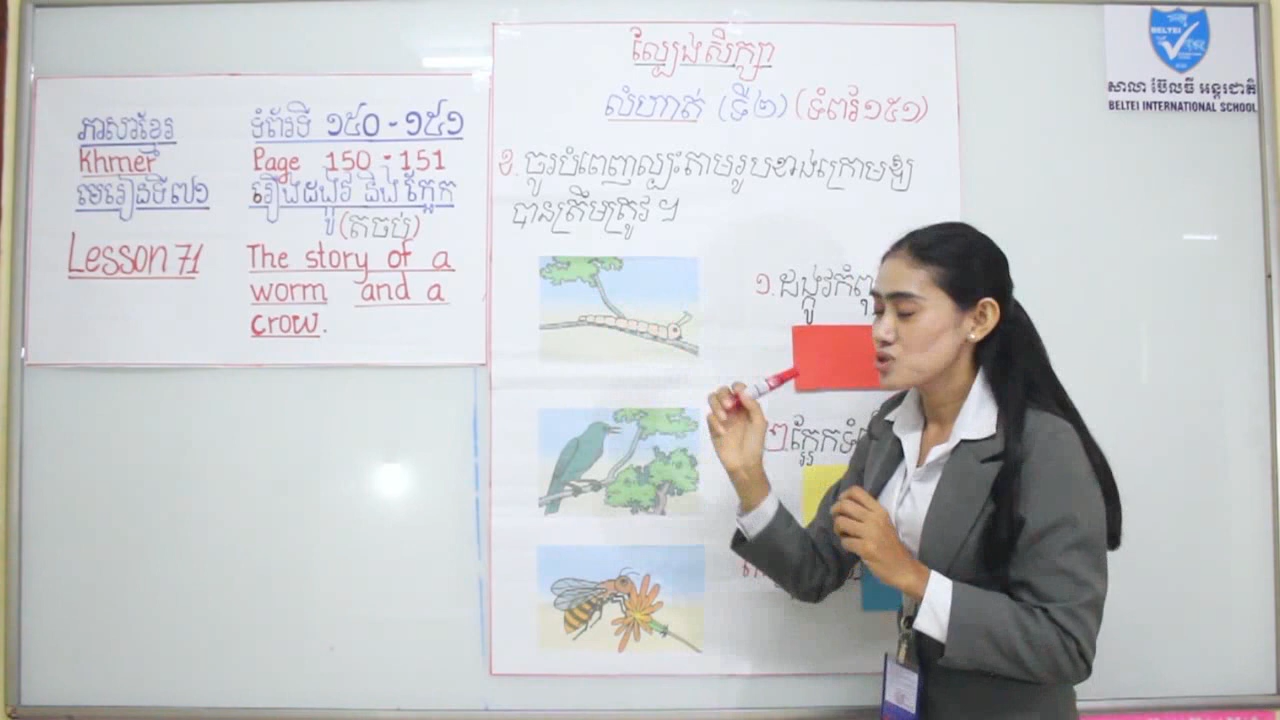 ភាសាខ្មែរ ទំព័រទី ១៥០ - ១៥១
Khmer Page 150 - 151
មេរៀនទី៧១ រឿងដង្កូវ និងក្អែក
(តចប់)
Lesson 71 The story of a
worm and a
crow.
ល្បែងសិក្សា
លំហាត់ (ទី២) (ទំព័រ១៥១)
ខ. ចូរបំពេញល្បះតាមរូបខាងក្រោមឱ្យ
បានត្រឹមត្រូវ ។
១. ដង្កូវកំពុ
២. ក្អែកទំ
BELTEI
សាលា ប៊ែលធី អន្តរជាតិ
BELTEI INTERNATIONAL SCHOOL